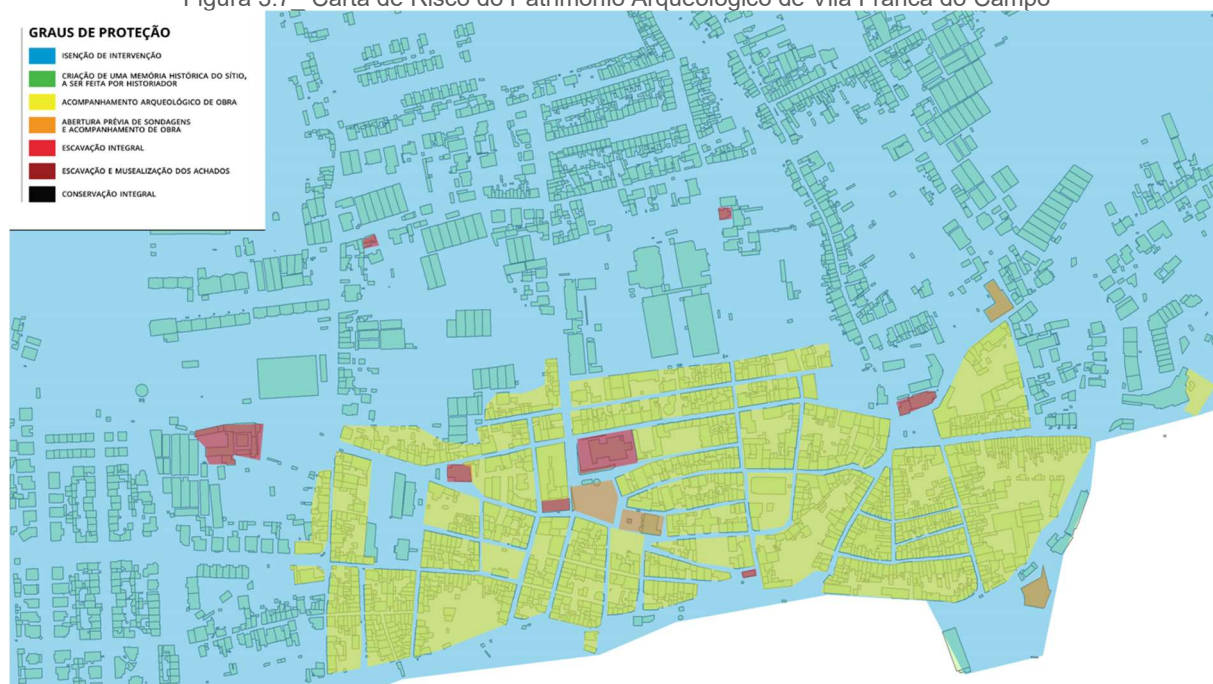 Figura 5.7_ Carta de Risco do Património Arqueológico de Vila Franca do Campo
GRAUS DE PROTEÇÃO
ISENÇÃO DE INTERVENÇÃO
CRIAÇÃO DE UMA MEMÓRIA HISTÓRICA DO SÍTIO,
A SER FEITA POR HISTORIADOR
ACOMPANHAMENTO ARQUEOLÓGICO DE OBRA
ABERTURA PRÉVIA DE SONDAGENS
E ACOMPANHAMENTO DE OBRA
ESCAVAÇÃO INTEGRAL
ESCAVAÇÃO E MUSEALIZAÇÃO DOS ACHADOS
CONSERVAÇÃO INTEGRAL